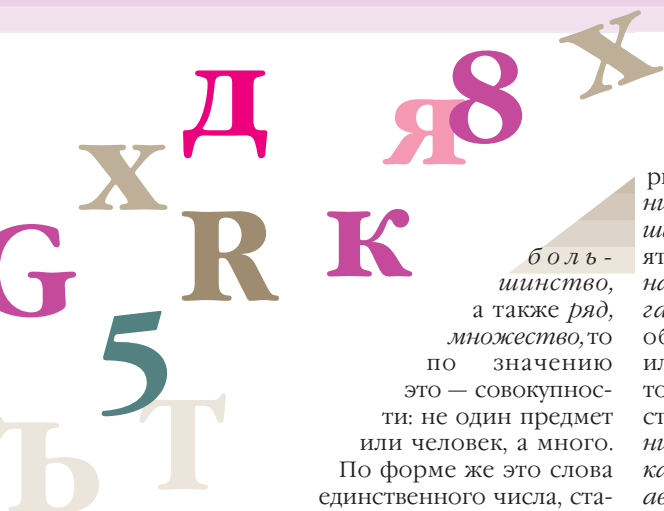 х
д
я
8
х
G
R
к
5
Ъ
Т
боль-
шинство,
а также ряд,
множество, то
по значению
это — совокупнос-
ти: не один предмет
или человек, а много.
По форме же это слова
единственного числа, ста-